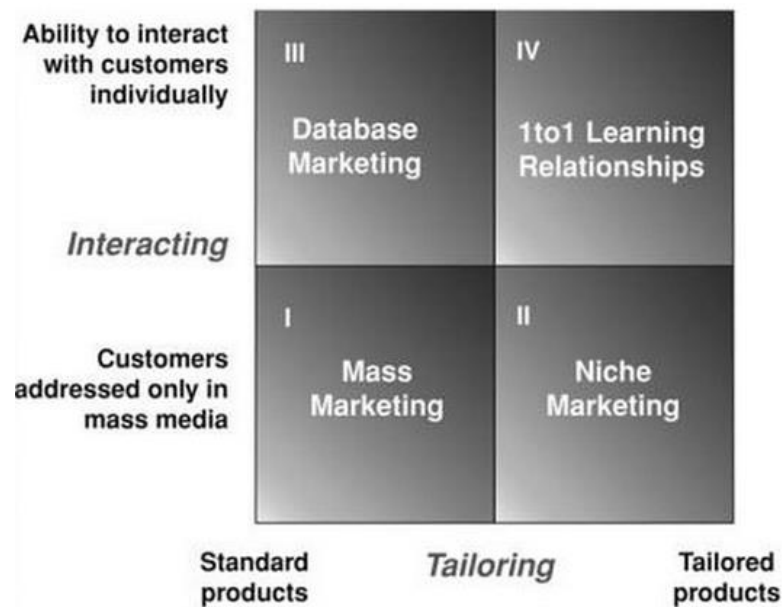 Ability to interact
with customers
individually
III
Database
Marketing
IV
1to1 Learning
Relationships
Interacting
Customers
addressed only in
mass media
I
Mass
Marketing
II
Niche
Marketing
Standard
products
Tailoring
Tailored
products